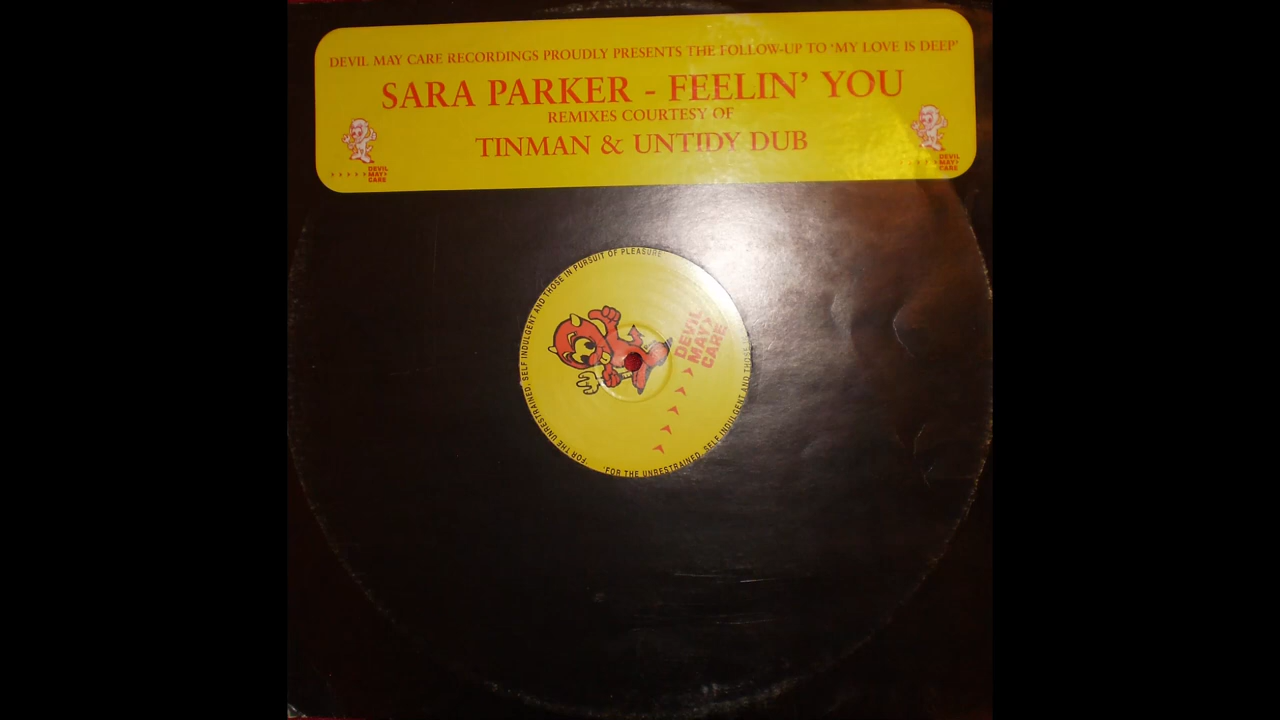 DEVIL MAY CARE RECORDINGS PROUDLY PRESENTS THE FOLLOW-UP TO 'MY LOVE IS DEEP'
SARA PARKER - FEELIN' YOU
REMIXES COURTESY OF
TINMAN & UNTIDY DUB
DEVIL
MAY
CARE
DEVIL
MAY
CARE
FOR THE UNRESTRAINED, SELF INDULGENT AND THOSE IN PURSUIT OF PLEASURE
DEVIL
MAY
CARE
FOR THE UNRESTRAINED, SELF INDULGENT AND THOSE